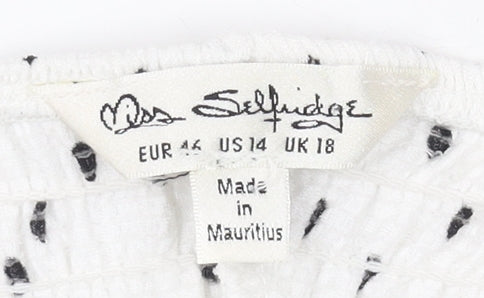 Miss Selfridge
EUR 46 US 14 UK 18
Made
in
Mauritius